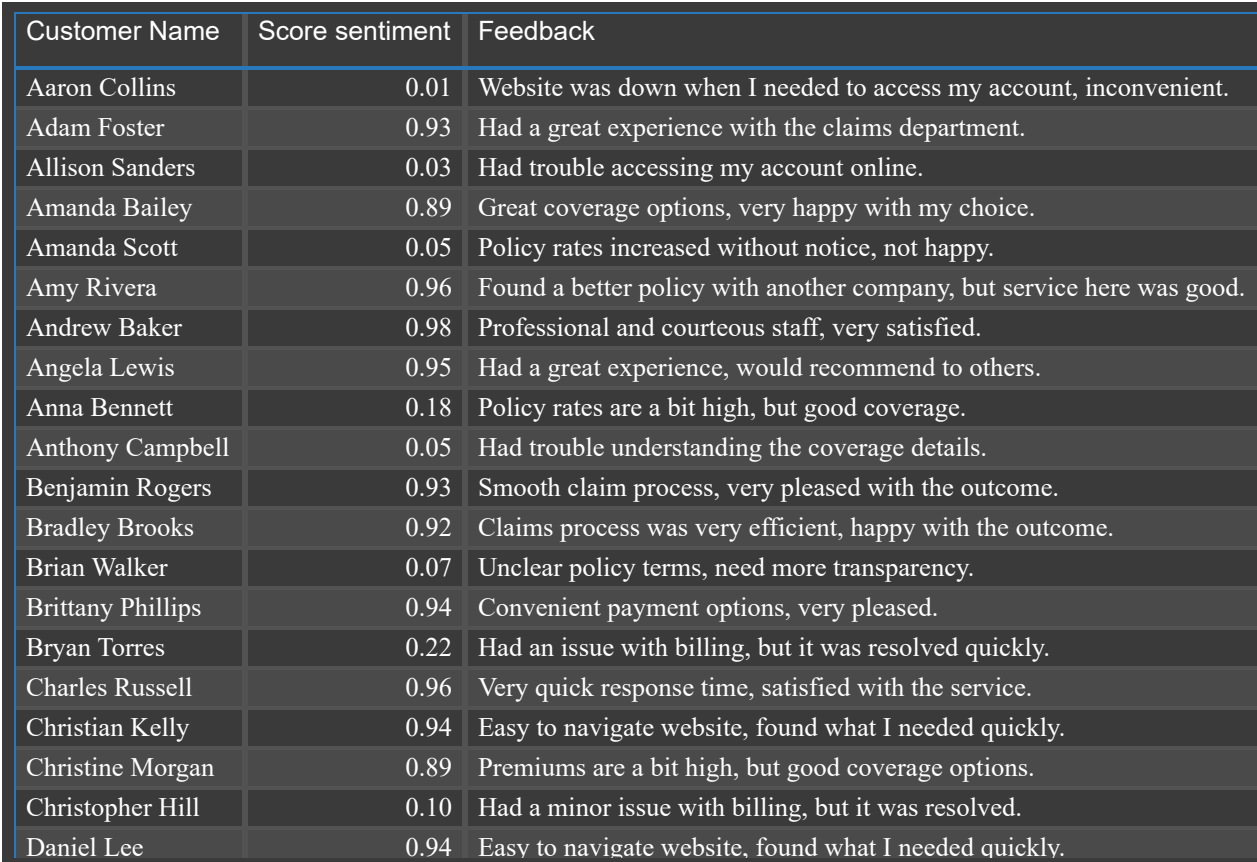 Customer Name Score sentiment Feedback
Aaron Collins 0.01 Website was down when I needed to access my account, inconvenient.
Adam Foster 0.93 Had a great experience with the claims department.
Allison Sanders 0.03 Had trouble accessing my account online.
Amanda Bailey 0.89 Great coverage options, very happy with my choice.
Amanda Scott 0.05 Policy rates increased without notice, not happy.
Amy Rivera 0.96 Found a better policy with another company, but service here was good.
Andrew Baker 0.98 Professional and courteous staff, very satisfied.
Angela Lewis 0.95 Had a great experience, would recommend to others.
Anna Bennett 0.18 Policy rates are a bit high, but good coverage.
Anthony Campbell 0.05 Had trouble understanding the coverage details.
Benjamin Rogers 0.93 Smooth claim process, very pleased with the outcome.
Bradley Brooks 0.92 Claims process was very efficient, happy with the outcome.
Brian Walker 0.07 Unclear policy terms, need more transparency.
Brittany Phillips 0.94 Convenient payment options, very pleased.
Bryan Torres 0.22 Had an issue with billing, but it was resolved quickly.
Charles Russell 0.96 Very quick response time, satisfied with the service.
Christian Kelly 0.94 Easy to navigate website, found what I needed quickly.
Christine Morgan 0.89 Premiums are a bit high, but good coverage options.
Christopher Hill 0.10 Had a minor issue with billing, but it was resolved.
Daniel Lee 0.94 Easy to navigate website, found what I needed quickly.